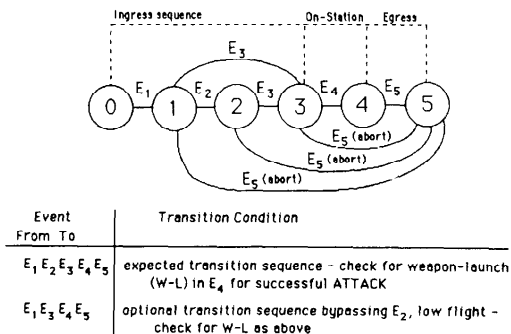 Ingress sequence On-Station Egress
E3
E1 E2 E3 E4 E5
0 1 2 3 4 5
E5 (abort)
E5 (abort)
E5 (abort)
Event Transition Condition
From To
E1 E2 E3 E4 E5 expected transition sequence - check for weapon-launch
(W-L) in E4 for successful ATTACK
E1 E3 E4 E5 optional transition sequence bypassing E2, low flight -
check for W-L as above